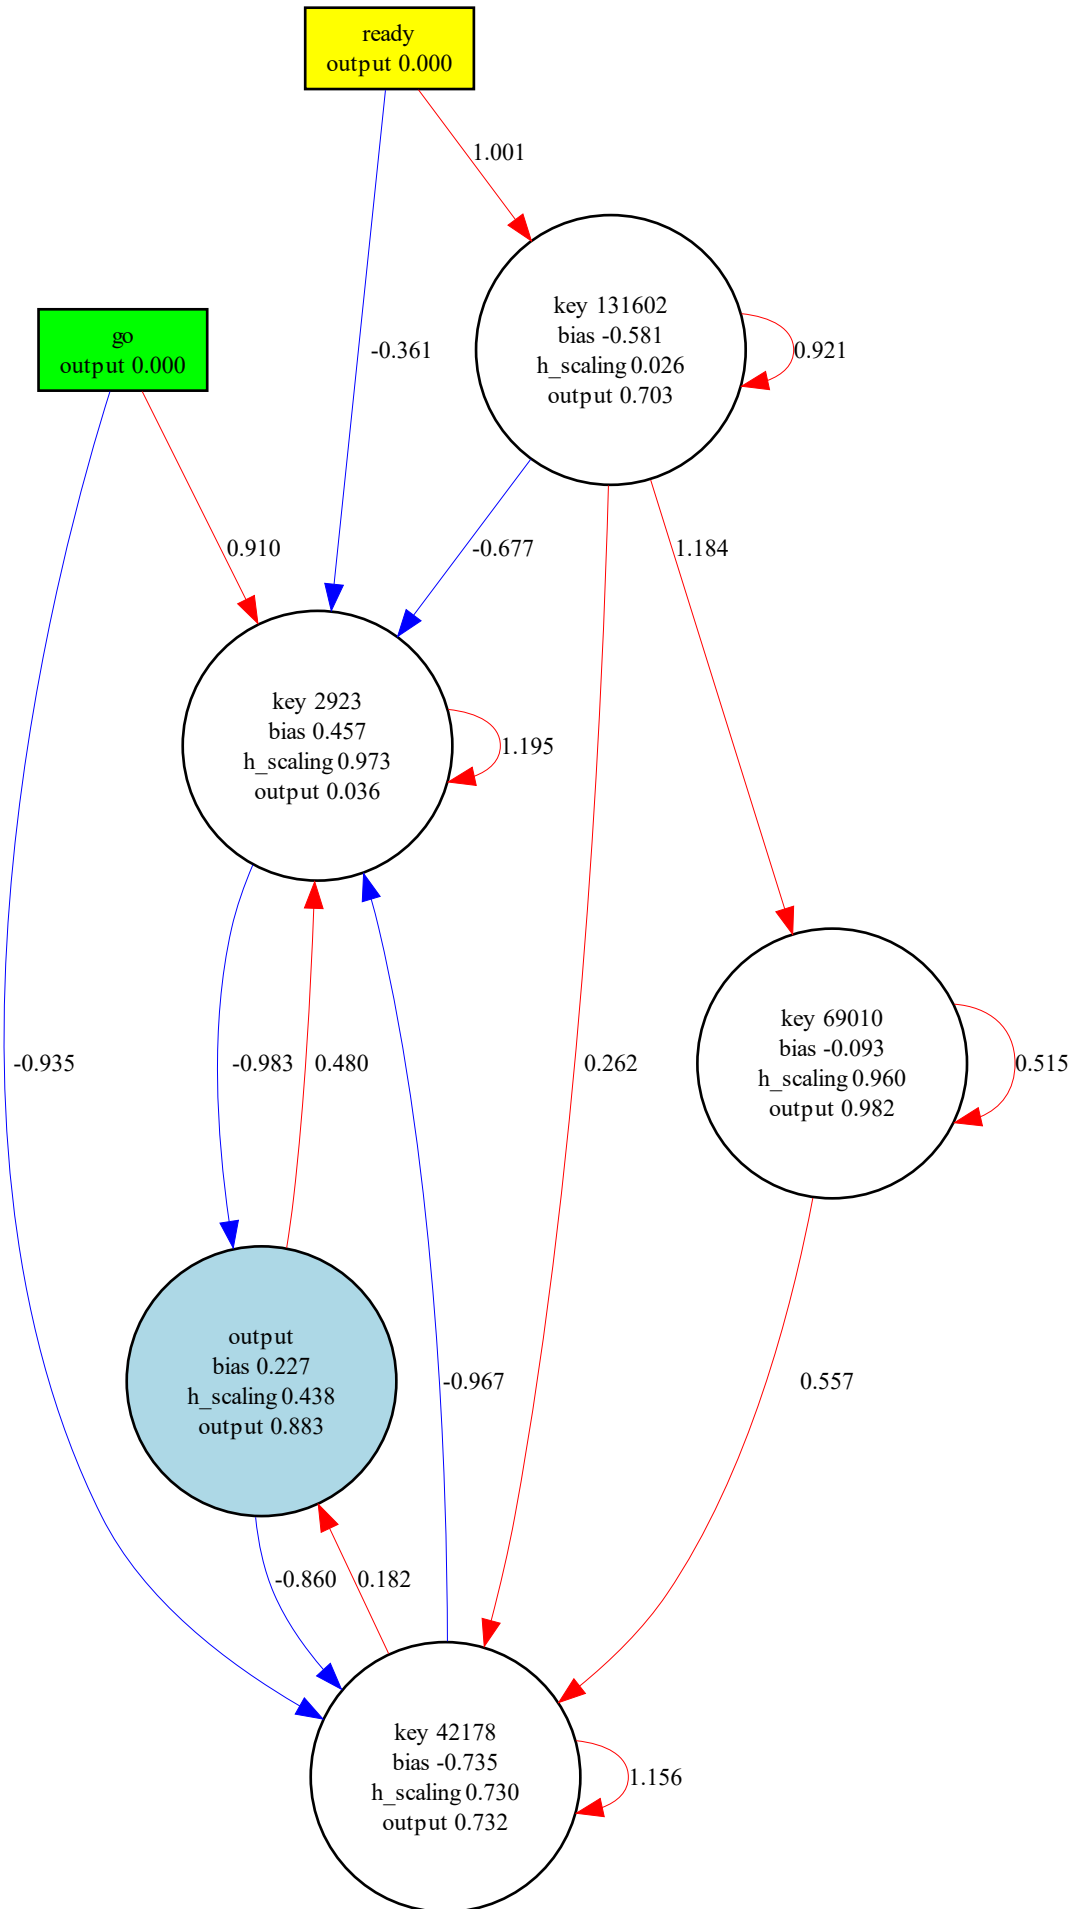 ready
output 0.000
1.001
key 131602
bias -0.581
h_scaling 0.026
output 0.703
0.921
go
output 0.000
-0.361
0.910
-0.677
1.184
key 2923
bias 0.457
h_scaling 0.973
output 0.036
1.195
key 69010
bias -0.093
h_scaling 0.960
output 0.982
0.515
-0.935
-0.983
0.480
0.262
output
bias 0.227
h_scaling 0.438
output 0.883
-0.967
0.557
-0.860
0.182
key 42178
bias -0.735
h_scaling 0.730
output 0.732
1.156